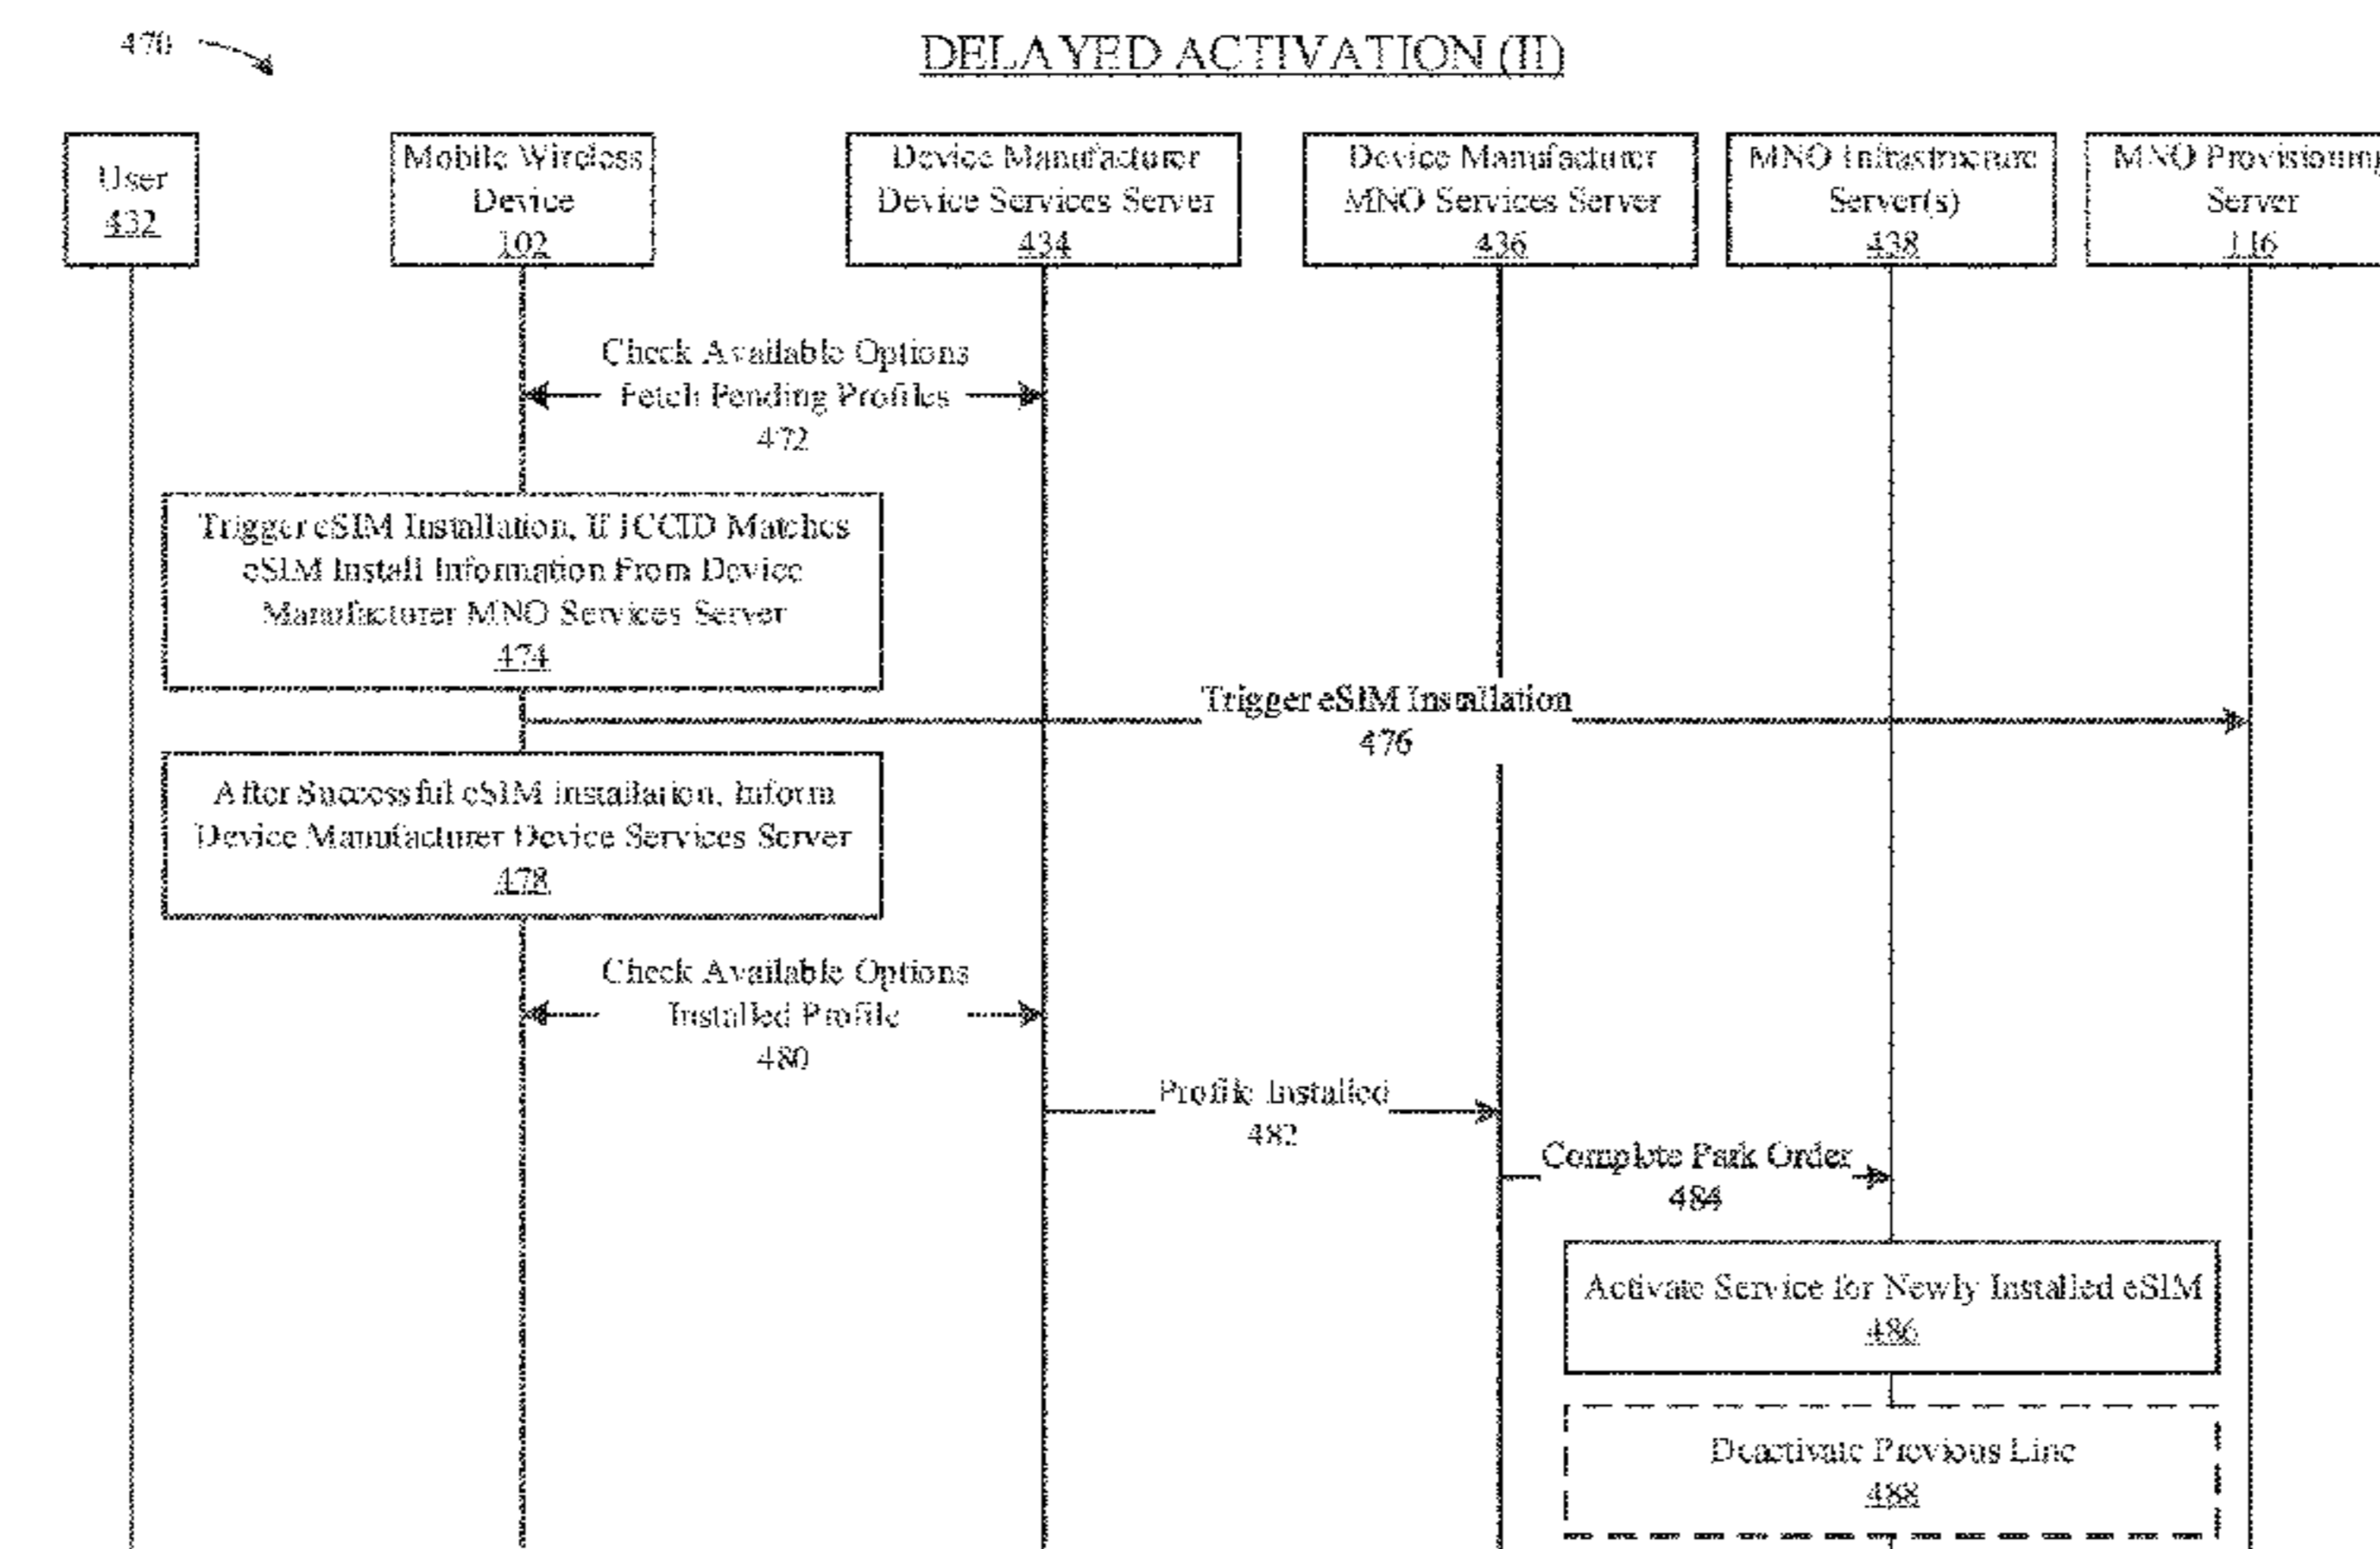 470
DELAYED ACTIVATION (II)
User
432
Mobile Wireless
Device
102
Device Manufacturer
Device Services Server
434
Device Manufacturer
MNO Services Server
436
MNO Infrastructure
Server(s)
438
MNO Provisioning
Server
116
Check Available Options
Fetch Pending Profiles
472
Trigger eSIM Installation, If ICCID Matches
eSIM Install Information From Device
Manufacturer MNO Services Server
474
Trigger eSIM Installation
476
After Successful eSIM installation, Inform
Device Manufacturer Device Services Server
478
Check Available Options
Installed Profile
480
Profile Installed
482
Complete Park Order
484
Activate Service for Newly Installed eSIM
486
Deactivate Previous Line
488